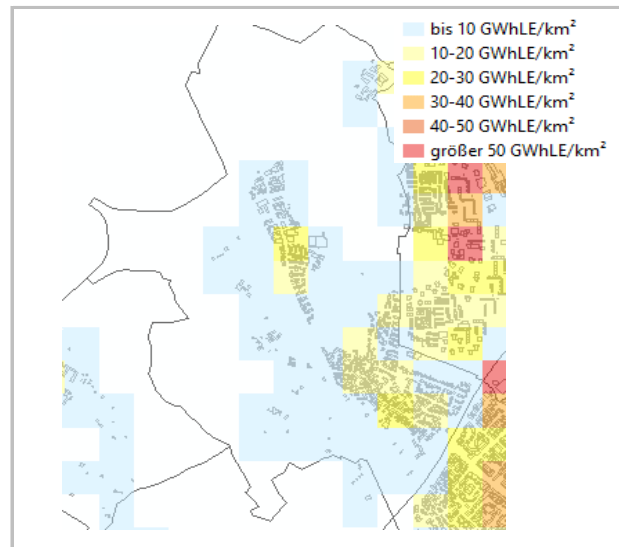 bis 10 GWhLE/km²
10-20 GWhLE/km²
20-30 GWhLE/km²
30-40 GWhLE/km²
40-50 GWhLE/km²
größer 50 GWhLE/km²